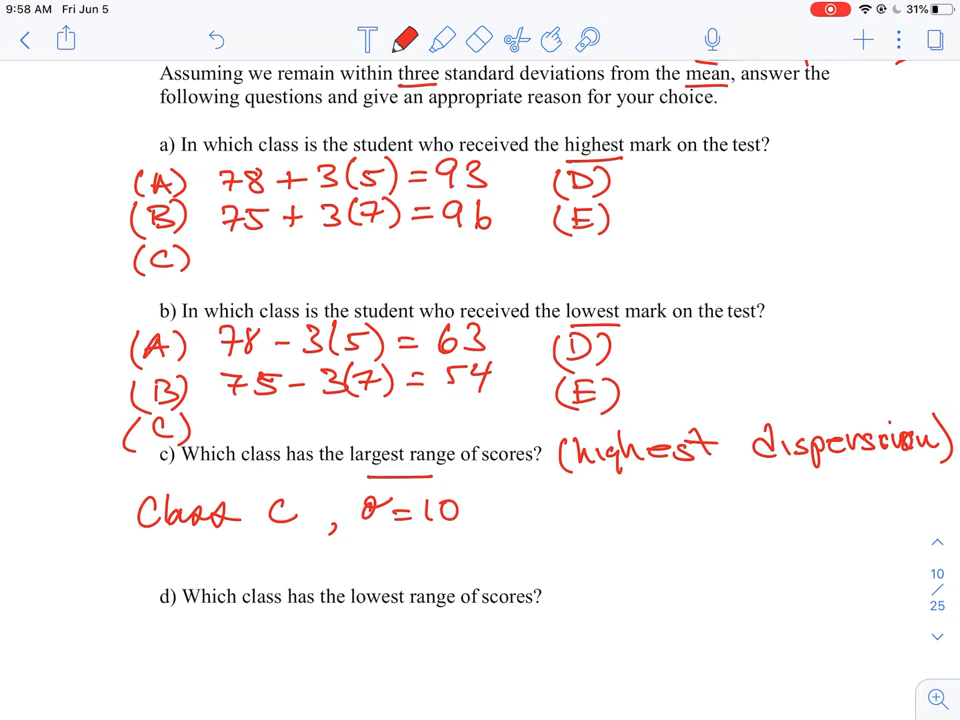 9:58 AM Fri Jun 5 31%
T
Assuming we remain within three standard deviations from the mean, answer the
following questions and give an appropriate reason for your choice.
a) In which class is the student who received the highest mark on the test?
(A) 78 + 3(5) = 93 (D)
(B) 75 + 3(7) = 96 (E)
(C)
b) In which class is the student who received the lowest mark on the test?
(A) 78 - 3(5) = 63 (D)
(B) 75 - 3(7) = 54 (E)
(C)
c) Which class has the largest range of scores? (highest dispersion)
Class C , σ = 10
d) Which class has the lowest range of scores?
10
/
25